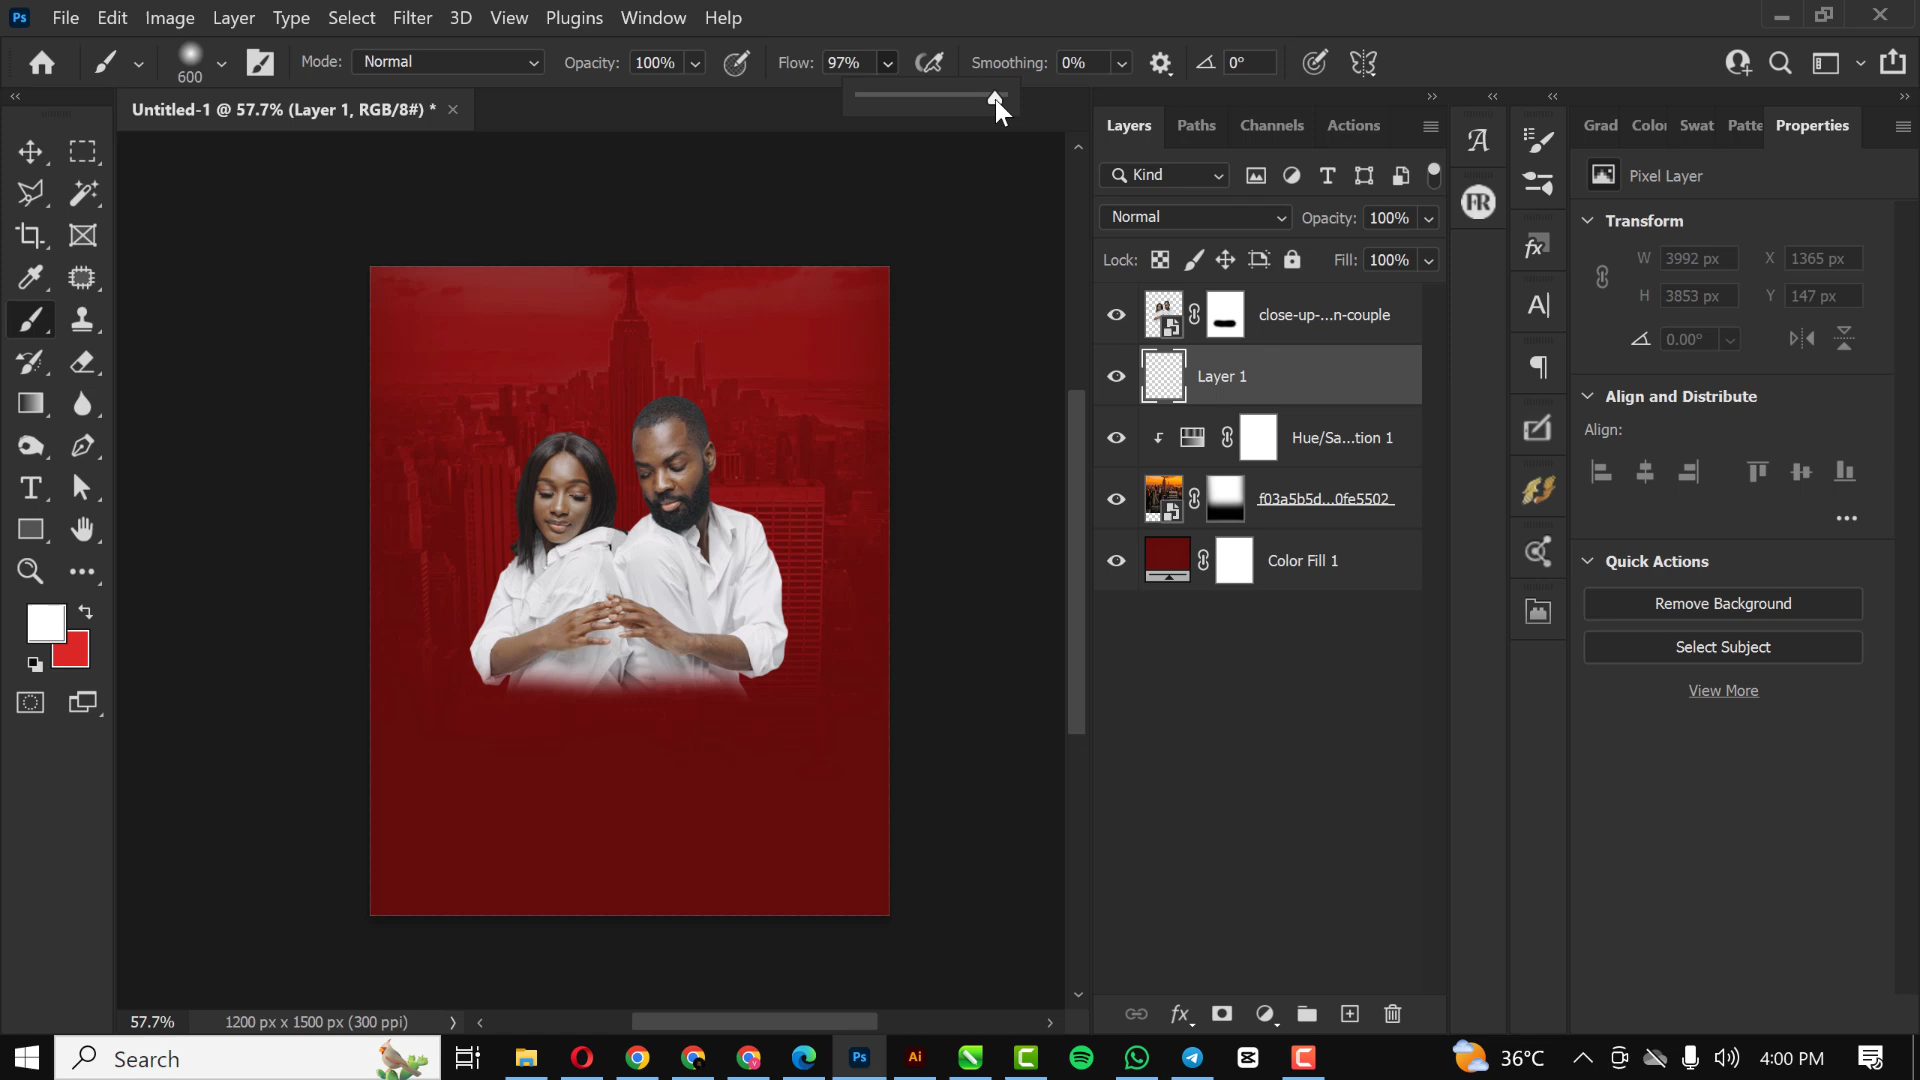 Ps File Edit Image Layer Type Select Filter 3D View Plugins Window Help
600 Mode: Normal Opacity: 100% Flow: 97% Smoothing: 0% 0°
Untitled-1 @ 57.7% (Layer 1, RGB/8#) *
Layers Paths Channels Actions
Grad Color Swat Patte Properties
Kind
Pixel Layer
Normal Opacity: 100%
Transform
Lock: Fill: 100%
W 3992 px X 1365 px
H 3853 px Y 147 px
0.00°
close-up-...n-couple
Layer 1
Hue/Sa...tion 1
f03a5b5d...0fe5502
Color Fill 1
FR
Align and Distribute
Align:
Quick Actions
Remove Background
Select Subject
View More
57.7% 1200 px x 1500 px (300 ppi)
Search
Ps Ai
36°C 4:00 PM